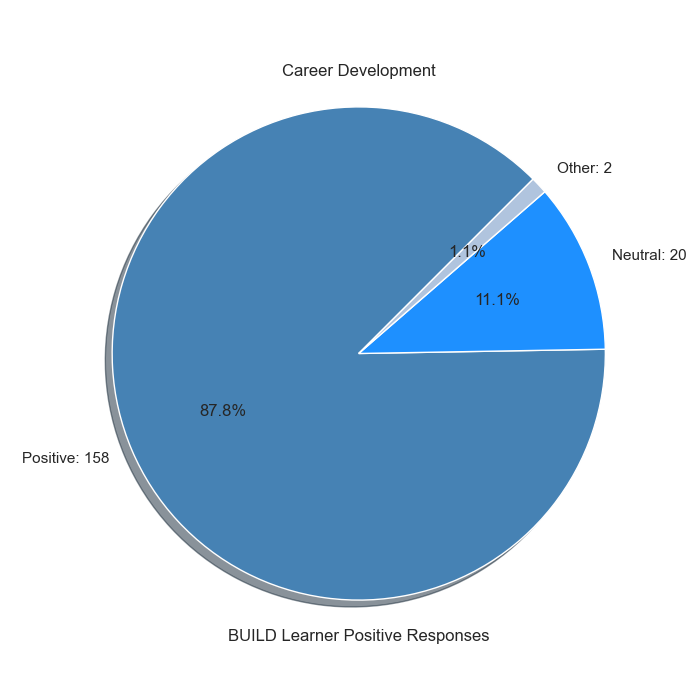 Career Development
Other: 2
1.1%
Neutral: 20
11.1%
87.8%
Positive: 158
BUILD Learner Positive Responses